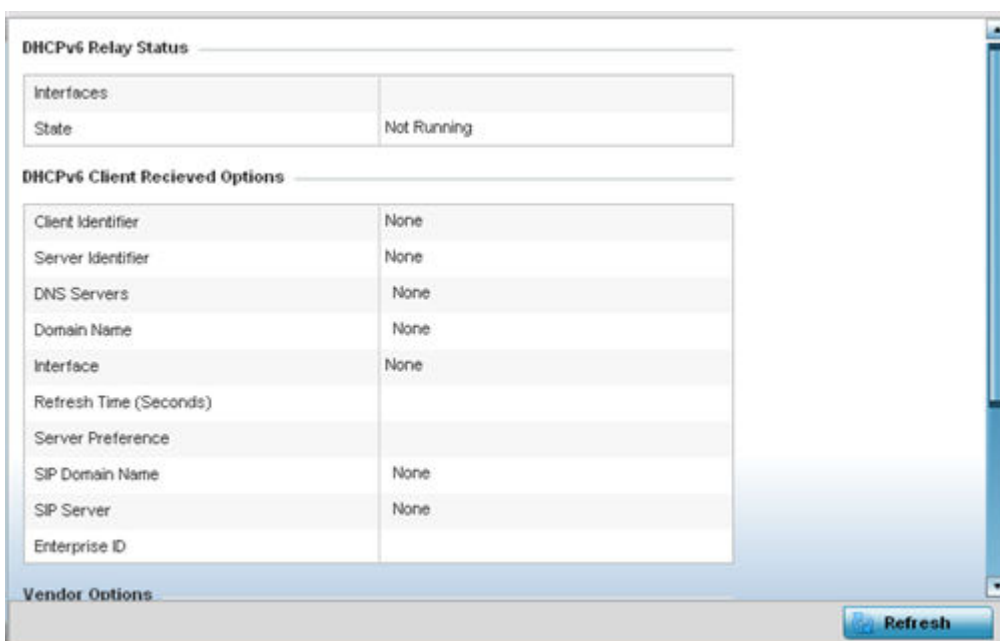 DHCPv6 Relay Status
Interfaces
State Not Running
DHCPv6 Client Recieved Options
Client Identifier None
Server Identifier None
DNS Servers None
Domain Name None
Interface None
Refresh Time (Seconds)
Server Preference
SIP Domain Name None
SIP Server None
Enterprise ID
Vendor Options
Refresh